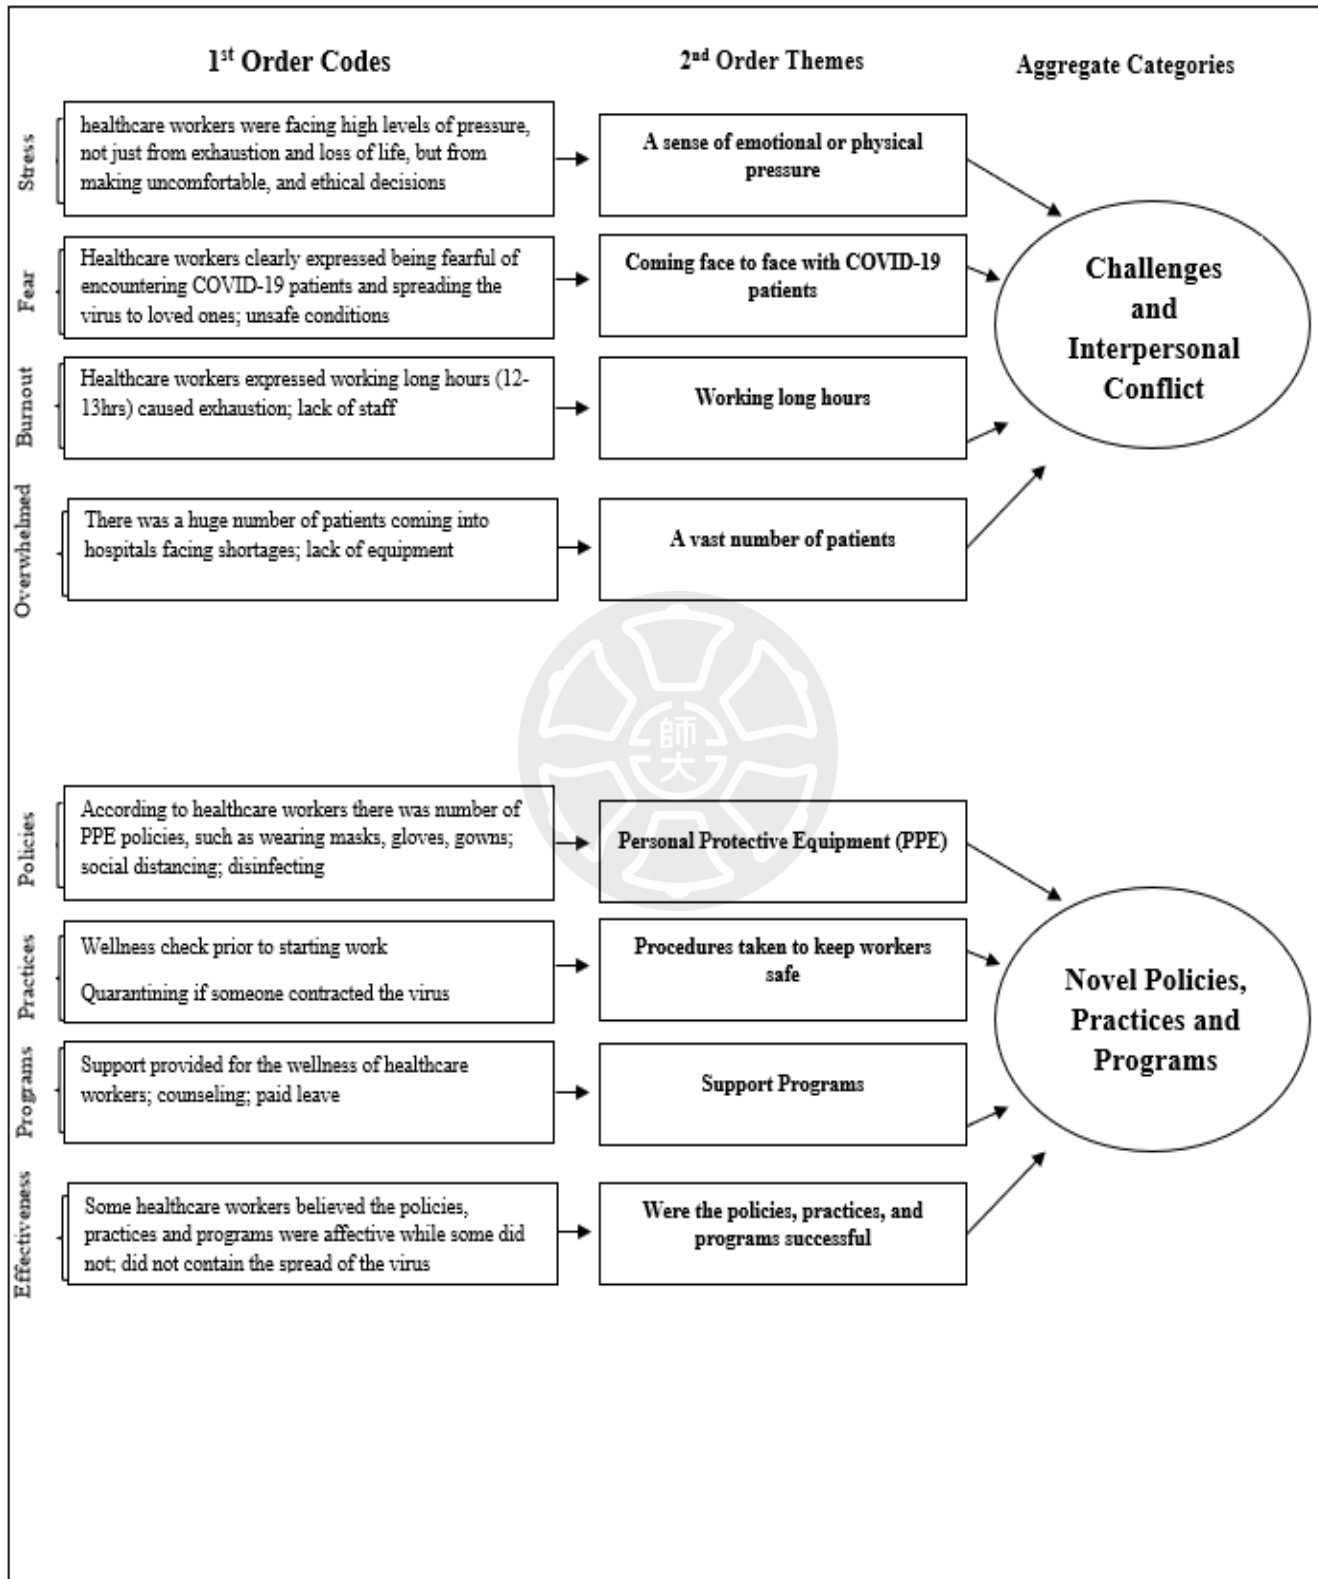 1st Order Codes
2nd Order Themes
Aggregate Categories
Stress
healthcare workers were facing high levels of pressure,
not just from exhaustion and loss of life, but from
making uncomfortable, and ethical decisions
A sense of emotional or physical
pressure
Fear
Healthcare workers clearly expressed being fearful of
encountering COVID-19 patients and spreading the
virus to loved ones; unsafe conditions
Coming face to face with COVID-19
patients
Burnout
Healthcare workers expressed working long hours (12-
13hrs) caused exhaustion; lack of staff
Working long hours
Overwhelmed
There was a huge number of patients coming into
hospitals facing shortages; lack of equipment
A vast number of patients
Challenges
and
Interpersonal
Conflict
師
大
Policies
According to healthcare workers there was number of
PPE policies, such as wearing masks, gloves, gowns;
social distancing; disinfecting
Personal Protective Equipment (PPE)
Practices
Wellness check prior to starting work
Quarantining if someone contracted the virus
Procedures taken to keep workers
safe
Programs
Support provided for the wellness of healthcare
workers; counseling; paid leave
Support Programs
Effectiveness
Some healthcare workers believed the policies,
practices and programs were affective while some did
not; did not contain the spread of the virus
Were the policies, practices, and
programs successful
Novel Policies,
Practices and
Programs